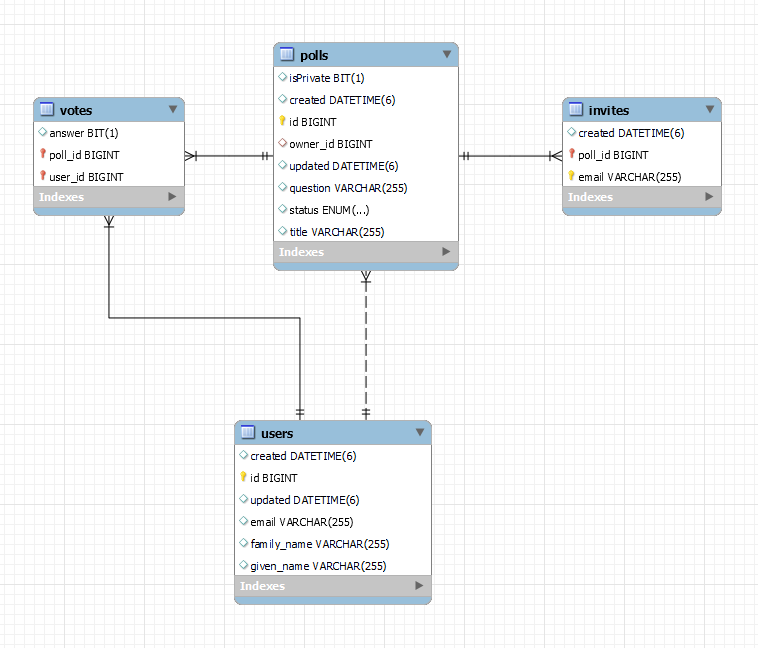 polls
isPrivate BIT(1)
created DATETIME(6)
id BIGINT
owner_id BIGINT
updated DATETIME(6)
question VARCHAR(255)
status ENUM(...)
title VARCHAR(255)
Indexes
votes
answer BIT(1)
poll_id BIGINT
user_id BIGINT
Indexes
invites
created DATETIME(6)
poll_id BIGINT
email VARCHAR(255)
Indexes
users
created DATETIME(6)
id BIGINT
updated DATETIME(6)
email VARCHAR(255)
family_name VARCHAR(255)
given_name VARCHAR(255)
Indexes